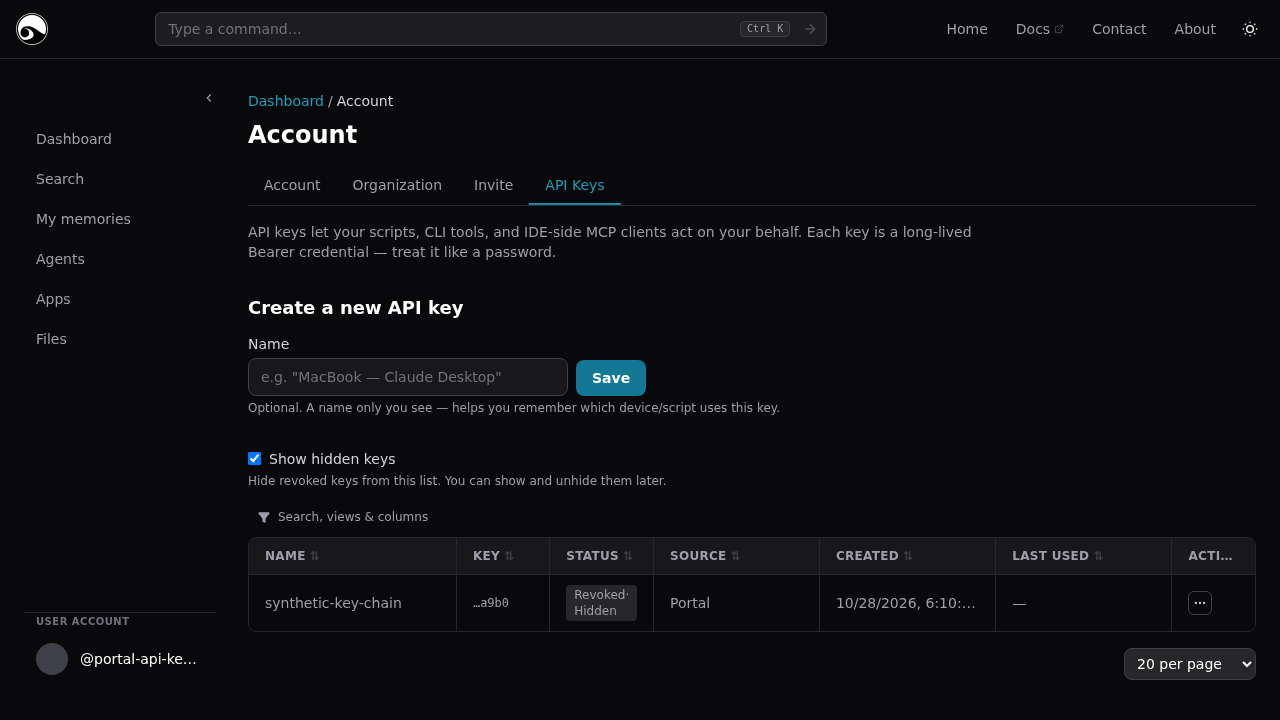 Type a command…
Ctrl K
Home
Docs
Contact
About
Dashboard
Search
My memories
Agents
Apps
Files
USER ACCOUNT
@portal-api-ke…
Dashboard / Account
Account
Account
Organization
Invite
API Keys
API keys let your scripts, CLI tools, and IDE-side MCP clients act on your behalf. Each key is a long-lived
Bearer credential — treat it like a password.
Create a new API key
Name
e.g. "MacBook — Claude Desktop"
Save
Optional. A name only you see — helps you remember which device/script uses this key.
Show hidden keys
Hide revoked keys from this list. You can show and unhide them later.
Search, views & columns
NAME
KEY
STATUS
SOURCE
CREATED
LAST USED
ACTI…
synthetic-key-chain
…a9b0
Revoked·
Hidden
Portal
10/28/2026, 6:10:…
—
20 per page